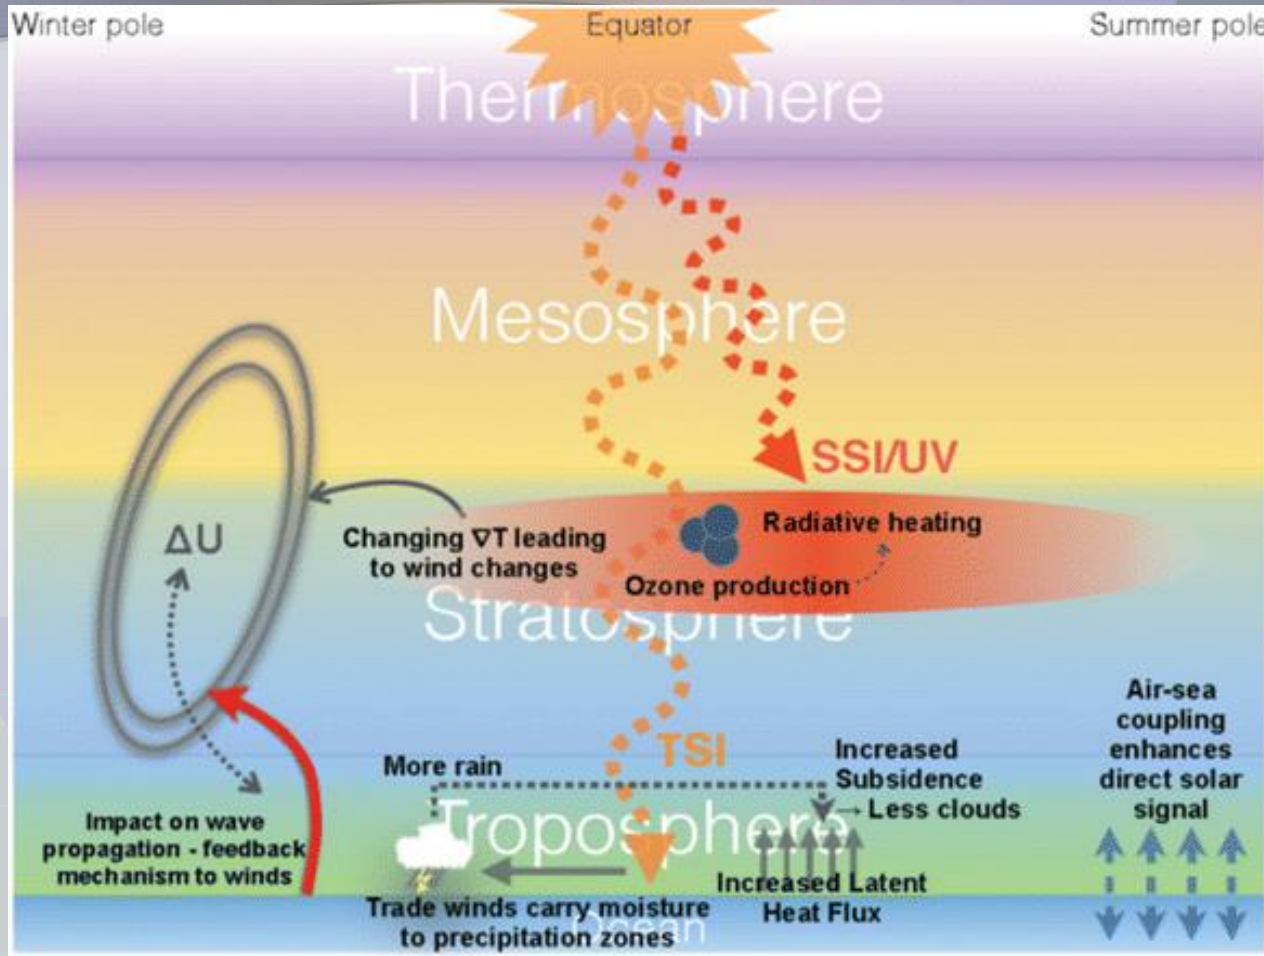 Winter pole
Equator
Summer pole
Thermosphere
Mesosphere
SSI/UV
ΔU
Changing ∇T leading
to wind changes
Radiative heating
Ozone production
Stratosphere
TSI
More rain
Increased
Subsidence
→ Less clouds
Air-sea
coupling
enhances
direct solar
signal
Troposphere
Impact on wave
propagation - feedback
mechanism to winds
Increased Latent
Heat Flux
Trade winds carry moisture
to precipitation zones
Ocean